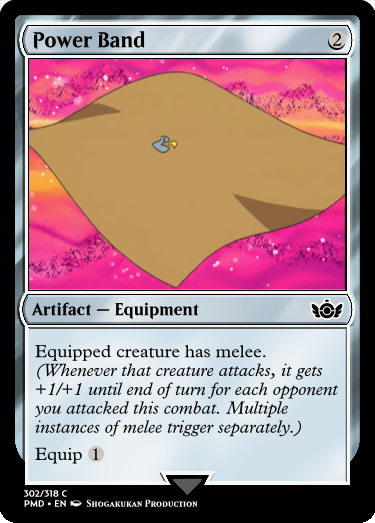 Power Band 2
Artifact — Equipment
Equipped creature has melee.
(Whenever that creature attacks, it gets
+1/+1 until end of turn for each opponent
you attacked this combat. Multiple
instances of melee trigger separately.)
Equip 1
302/318 C
PMD • EN Shogakukan Production